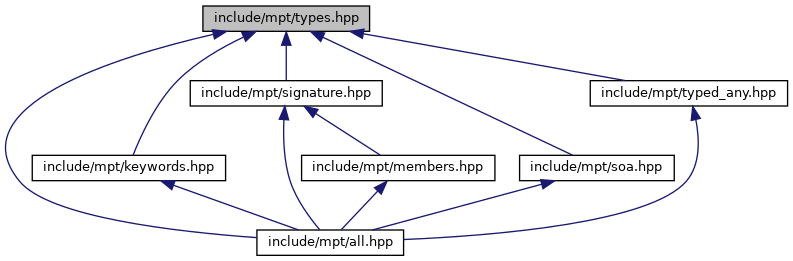 include/mpt/types.hpp
include/mpt/signature.hpp
include/mpt/typed_any.hpp
include/mpt/keywords.hpp
include/mpt/members.hpp
include/mpt/soa.hpp
include/mpt/all.hpp